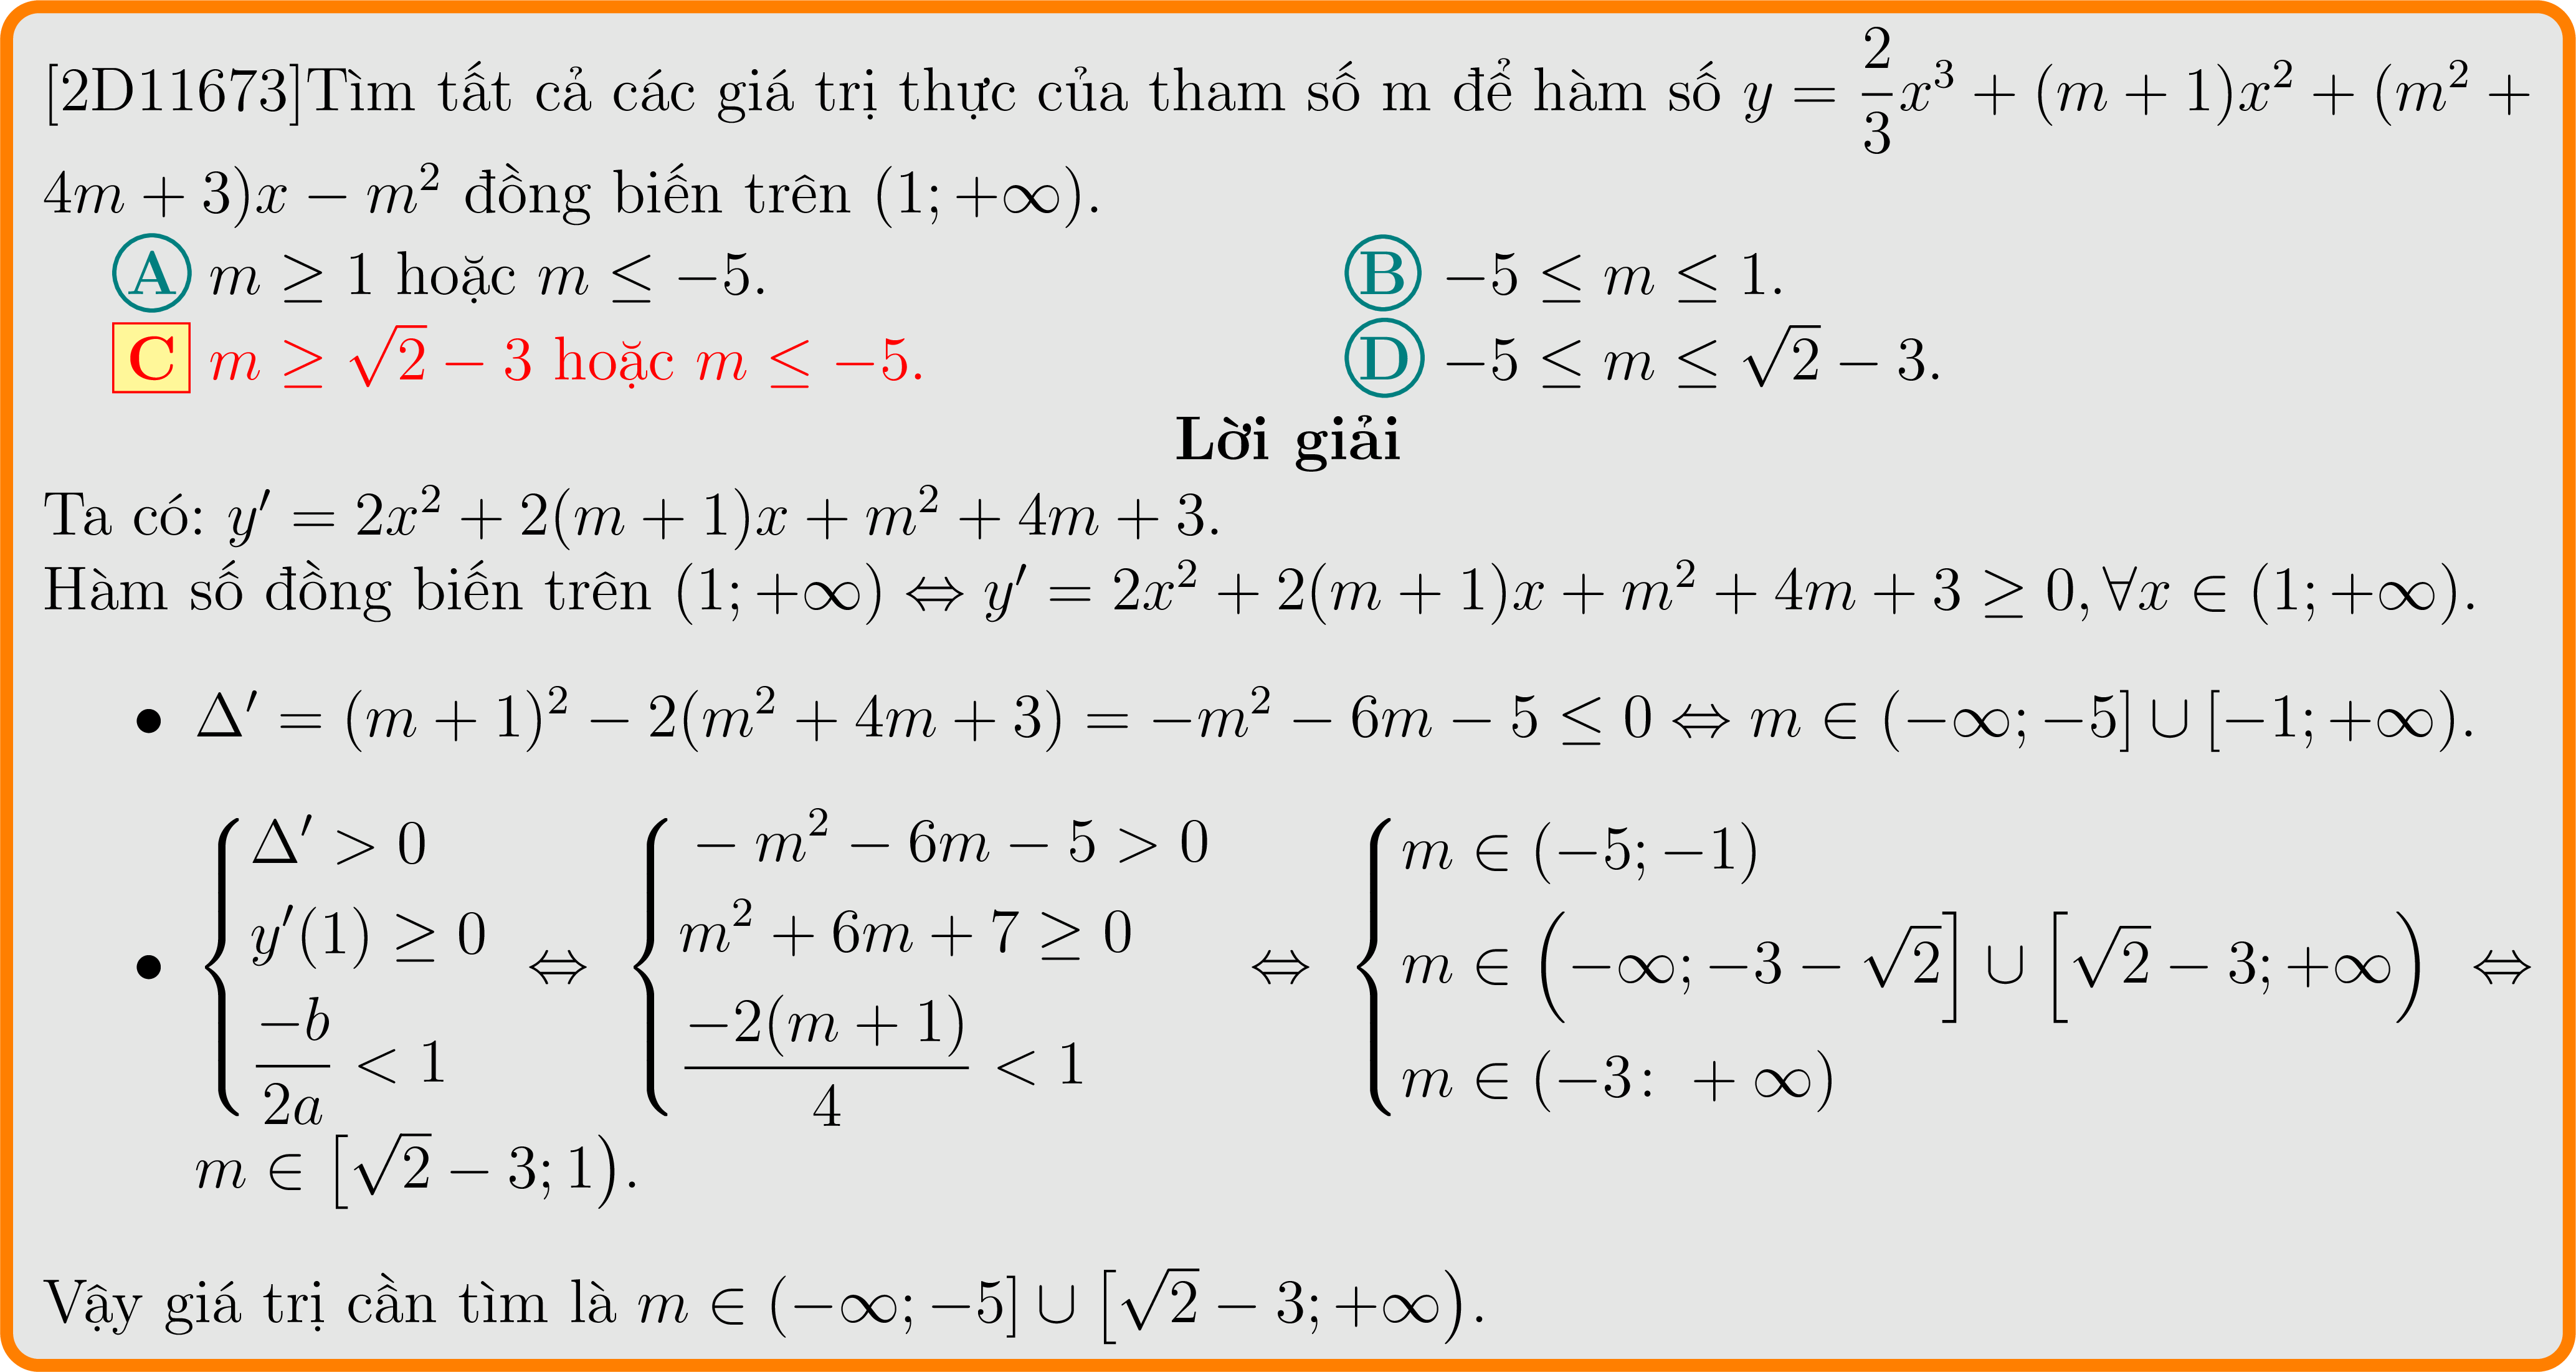 [2D11673]Tìm tất cả các giá trị thực của tham số m để hàm số $y = \dfrac{2}{3}x^3 + (m + 1)x^2 + (m^2 +$
$4m + 3)x - m^2$ đồng biến trên $(1; +\infty)$.
A $m \geq 1$ hoặc $m \leq -5$. B $-5 \leq m \leq 1$.
C $m \geq \sqrt{2} - 3$ hoặc $m \leq -5$. D $-5 \leq m \leq \sqrt{2} - 3$.
Lời giải
Ta có: $y' = 2x^2 + 2(m + 1)x + m^2 + 4m + 3$.
Hàm số đồng biến trên $(1; +\infty) \Leftrightarrow y' = 2x^2 + 2(m + 1)x + m^2 + 4m + 3 \geq 0, \forall x \in (1; +\infty)$.
• $\Delta' = (m + 1)^2 - 2(m^2 + 4m + 3) = -m^2 - 6m - 5 \leq 0 \Leftrightarrow m \in (-\infty; -5] \cup [-1; +\infty)$.
• $\begin{cases} \Delta' > 0 \\ y'(1) \geq 0 \\ \dfrac{-b}{2a} < 1 \end{cases} \Leftrightarrow \begin{cases} -m^2 - 6m - 5 > 0 \\ m^2 + 6m + 7 \geq 0 \\ \dfrac{-2(m + 1)}{4} < 1 \end{cases} \Leftrightarrow \begin{cases} m \in (-5; -1) \\ m \in \left(-\infty; -3 - \sqrt{2}\right] \cup \left[\sqrt{2} - 3; +\infty\right) \\ m \in (-3: +\infty) \end{cases} \Leftrightarrow$
$m \in \left[\sqrt{2} - 3; 1\right)$.
Vậy giá trị cần tìm là $m \in (-\infty; -5] \cup \left[\sqrt{2} - 3; +\infty\right)$.